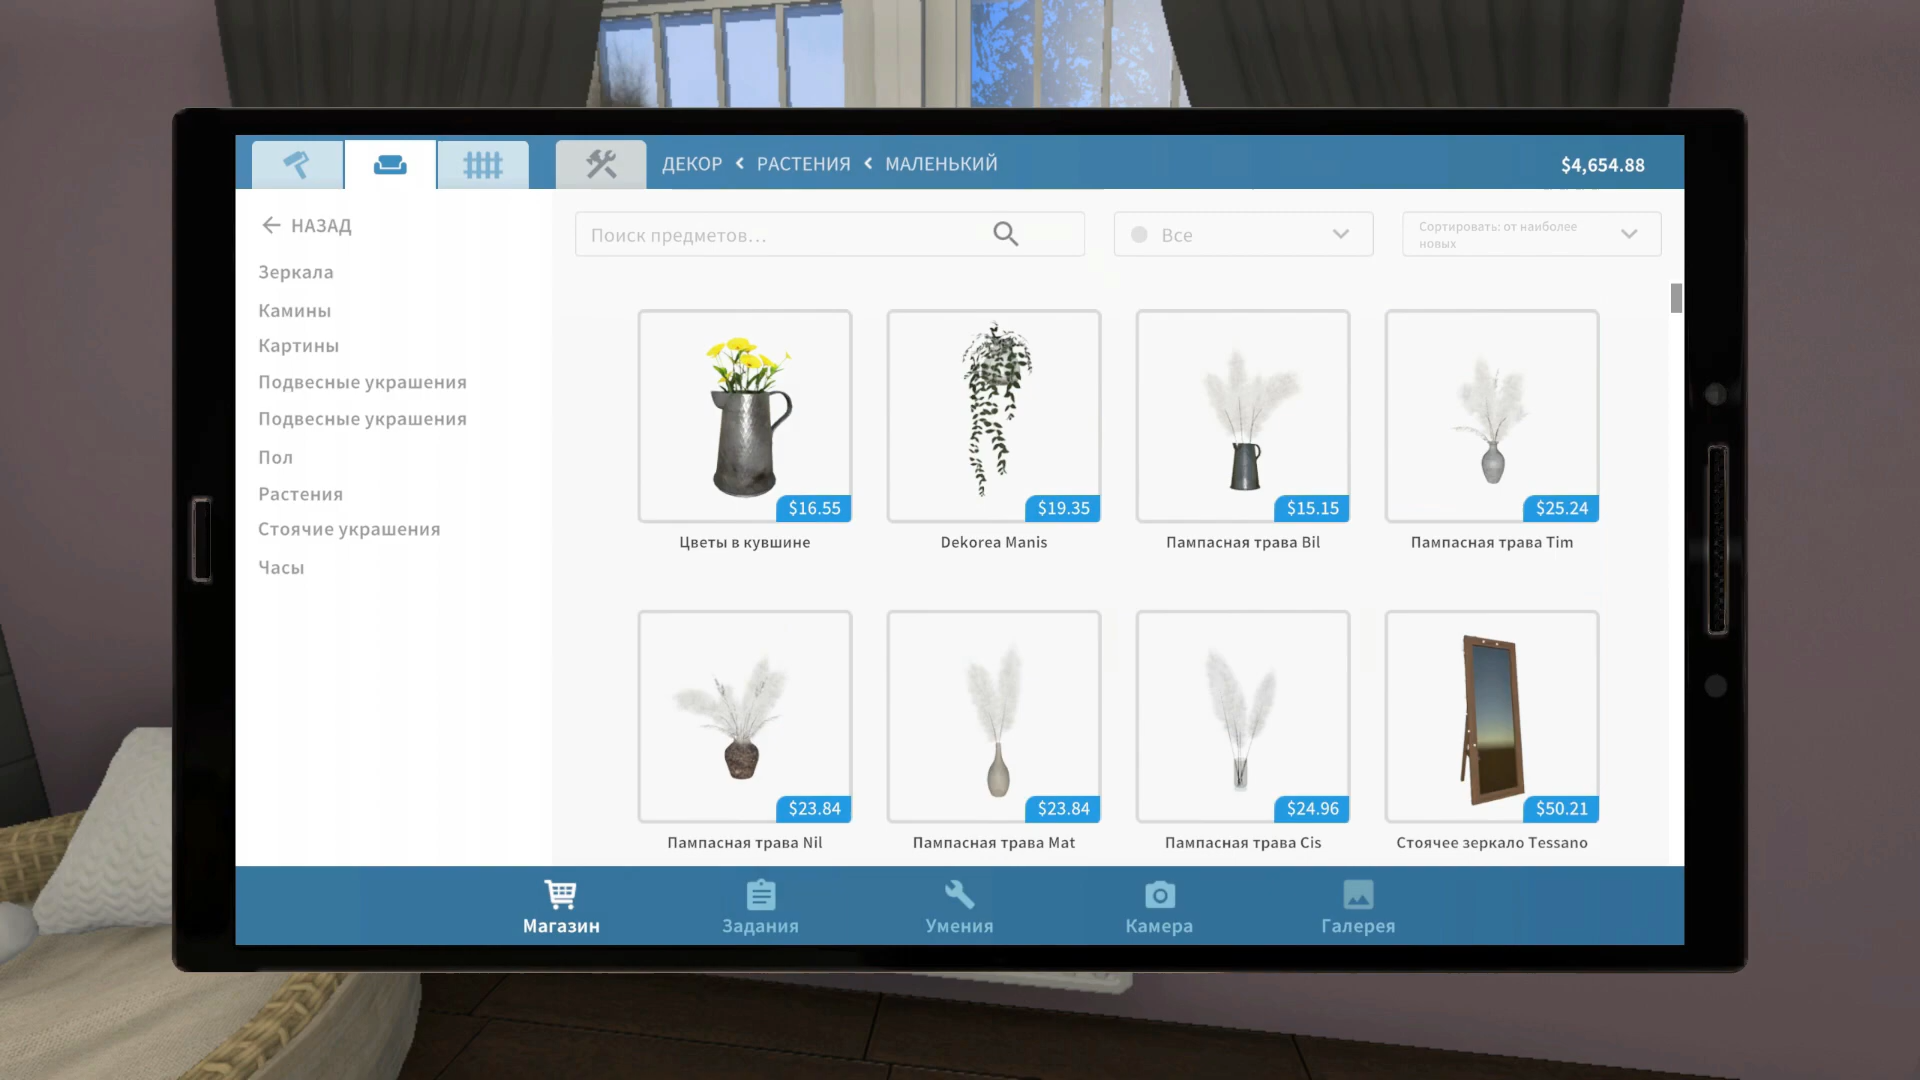 ДЕКОР < РАСТЕНИЯ < МАЛЕНЬКИЙ
$4,654.88
НАЗАД
Зеркала
Камины
Картины
Подвесные украшения
Подвесные украшения
Пол
Растения
Стоячие украшения
Часы
Поиск предметов...
Все
Сортировать: от наиболее
новых
$16.55
$19.35
$15.15
$25.24
Цветы в кувшине
Dekorea Manis
Пампасная трава Bil
Пампасная трава Tim
$23.84
$23.84
$24.96
$50.21
Пампасная трава Nil
Пампасная трава Mat
Пампасная трава Cis
Стоячее зеркало Tessano
Магазин
Задания
Умения
Камера
Галерея